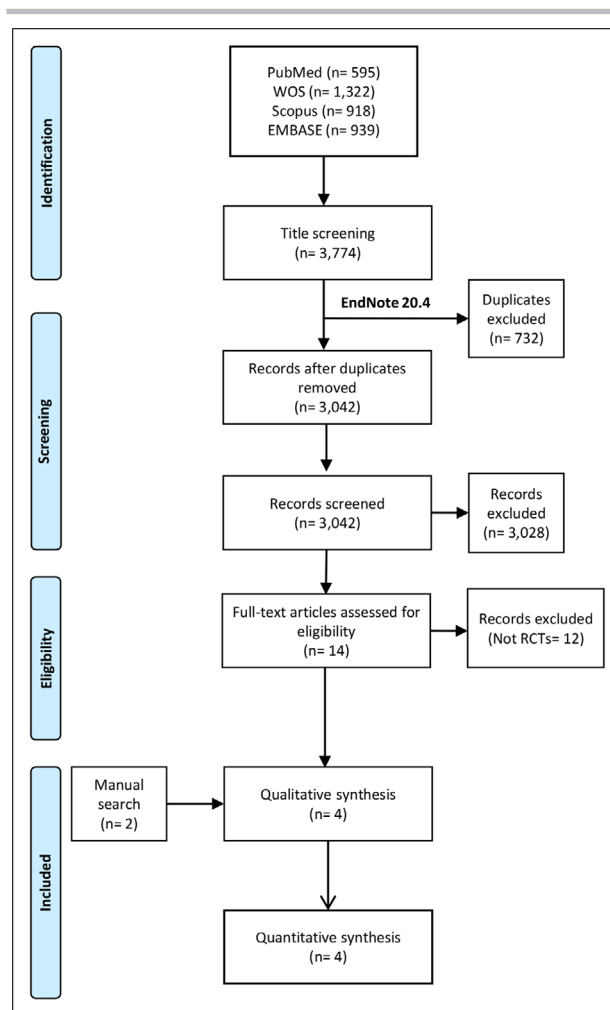 Identification
PubMed (n= 595)
WOS (n= 1,322)
Scopus (n= 918)
EMBASE (n= 939)
Title screening
(n= 3,774)
EndNote 20.4
Duplicates
excluded
(n= 732)
Screening
Records after duplicates
removed
(n= 3,042)
Records screened
(n= 3,042)
Records
excluded
(n= 3,028)
Eligibility
Full-text articles assessed for
eligibility
(n= 14)
Records excluded
(Not RCTs= 12)
Included
Manual
search
(n= 2)
Qualitative synthesis
(n= 4)
Quantitative synthesis
(n= 4)